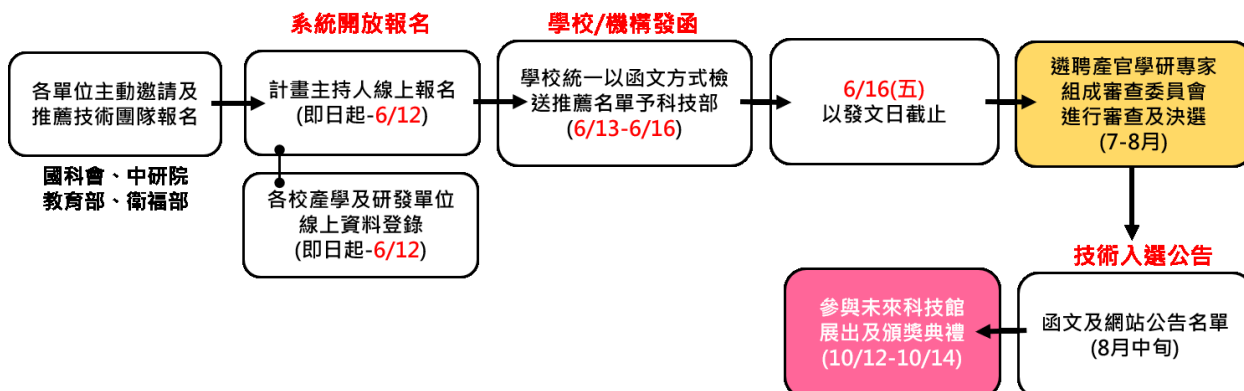 系統開放報名
學校/機構發函
各單位主動邀請及
推薦技術團隊報名
國科會、中研院
教育部、衛福部
計畫主持人線上報名
(即日起-6/12)
各校產學及研發單位
線上資料登錄
(即日起-6/12)
學校統一以函文方式檢
送推薦名單予科技部
(6/13-6/16)
6/16(五)
以發文日截止
遴聘產官學研專家
組成審查委員會
進行審查及決選
(7-8月)
技術入選公告
函文及網站公告名單
(8月中旬)
參與未來科技館
展出及頒獎典禮
(10/12-10/14)